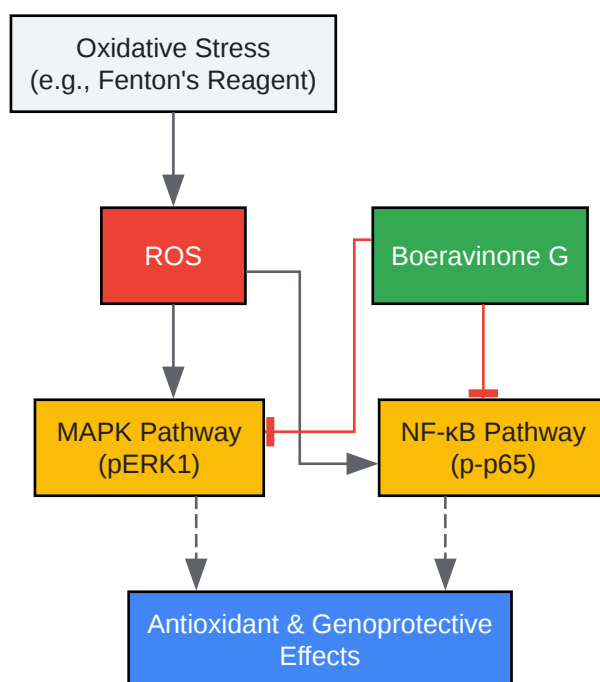 Oxidative Stress
(e.g., Fenton's Reagent)
ROS
Boeravinone G
MAPK Pathway
(pERK1)
NF-κB Pathway
(p-p65)
Antioxidant & Genoprotective
Effects